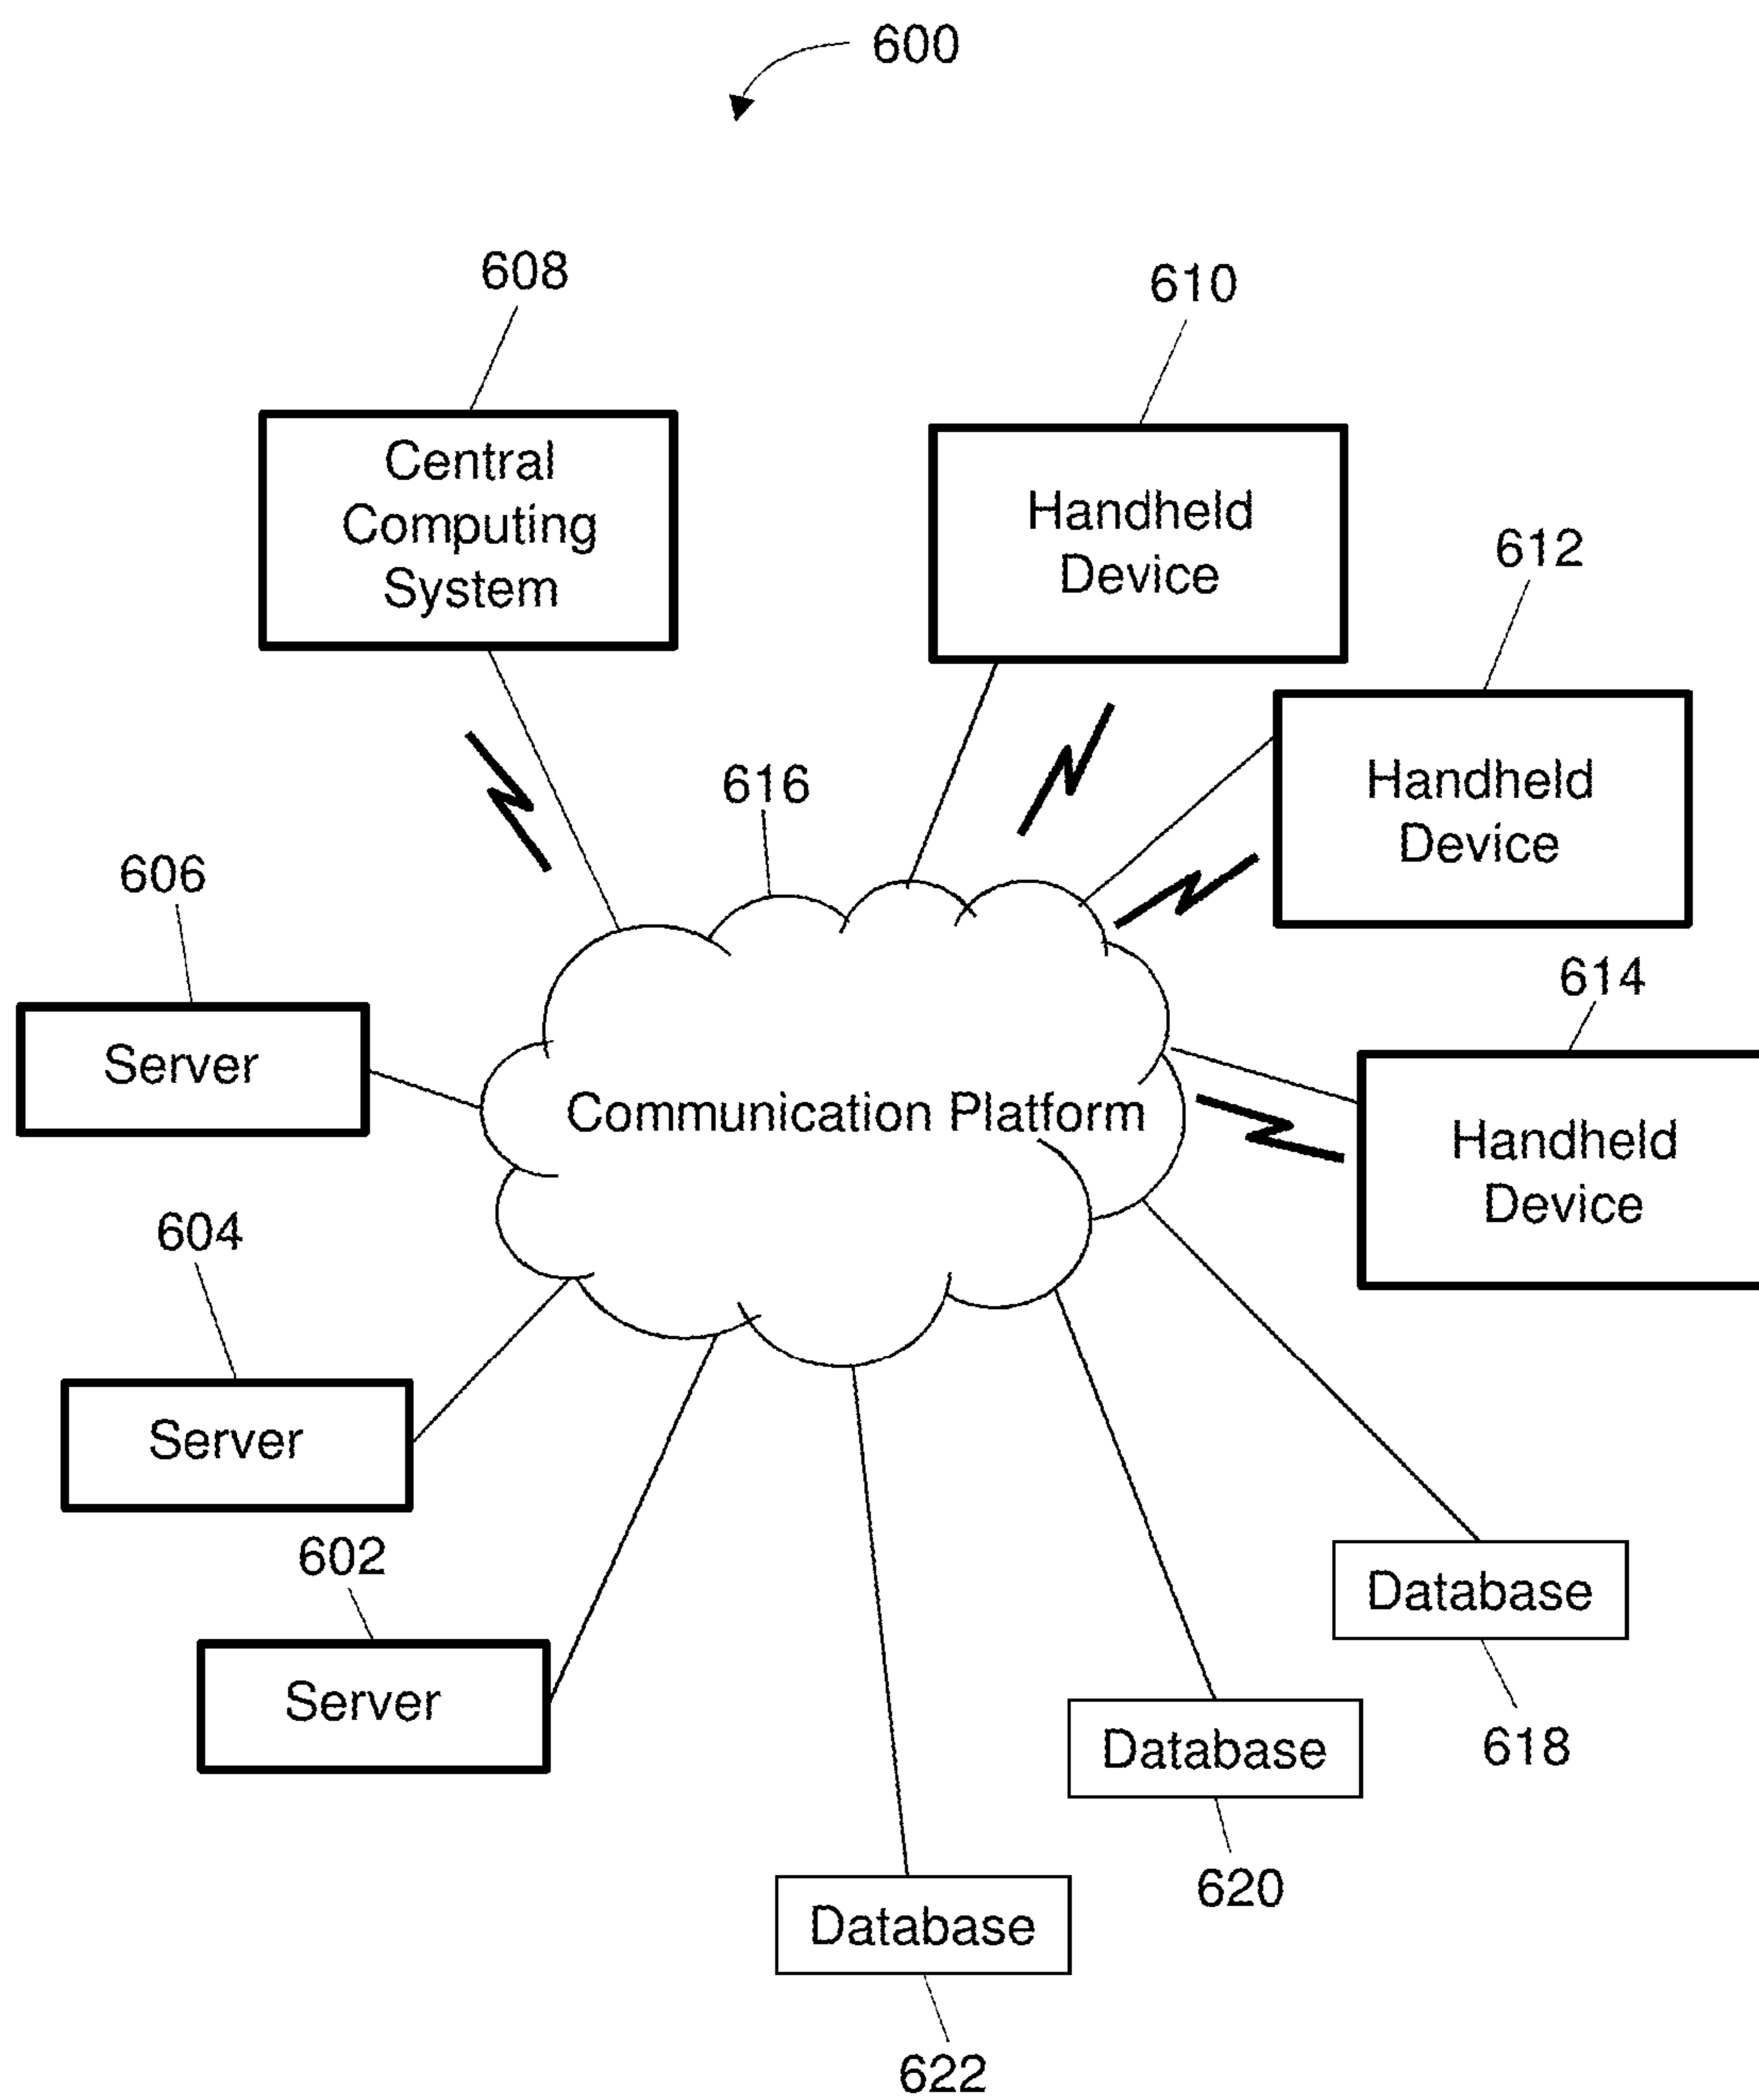 600
608
610
Central
Computing
System
Handheld
Device
612
616
Handheld
Device
606
614
Server
Communication Platform
Handheld
Device
604
Server
602
Database
Server
618
Database
620
Database
622